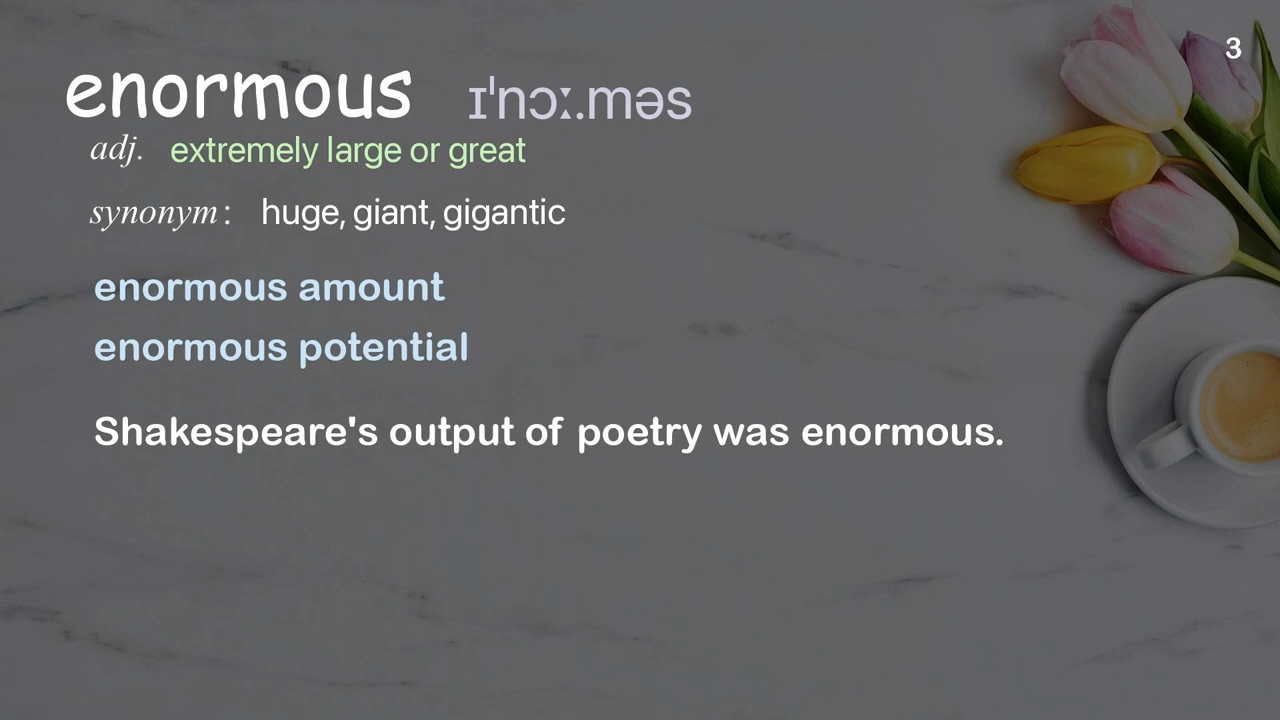 3
enormous ɪˈnɔː.məs
adj. extremely large or great
synonym: huge, giant, gigantic
enormous amount
enormous potential
Shakespeare's output of poetry was enormous.